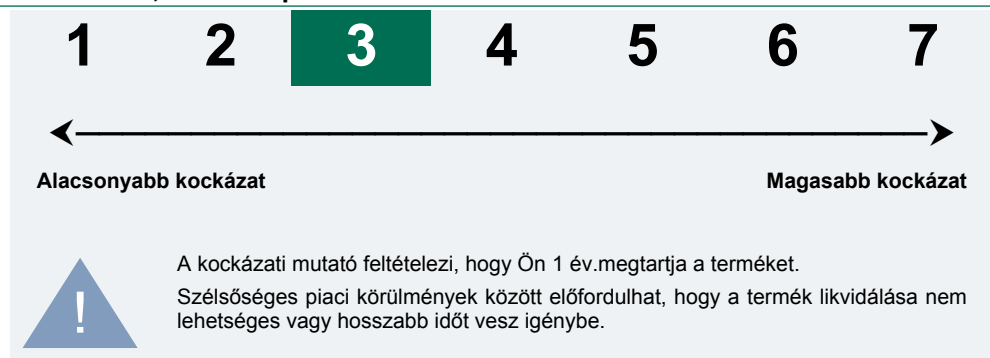 1 2 3 4 5 6 7
Alacsonyabb kockázat Magasabb kockázat
A kockázati mutató feltételezi, hogy Ön 1 év.megtartja a terméket.
!
Szélsőséges piaci körülmények között előfordulhat, hogy a termék likvidálása nem
lehetséges vagy hosszabb időt vesz igénybe.